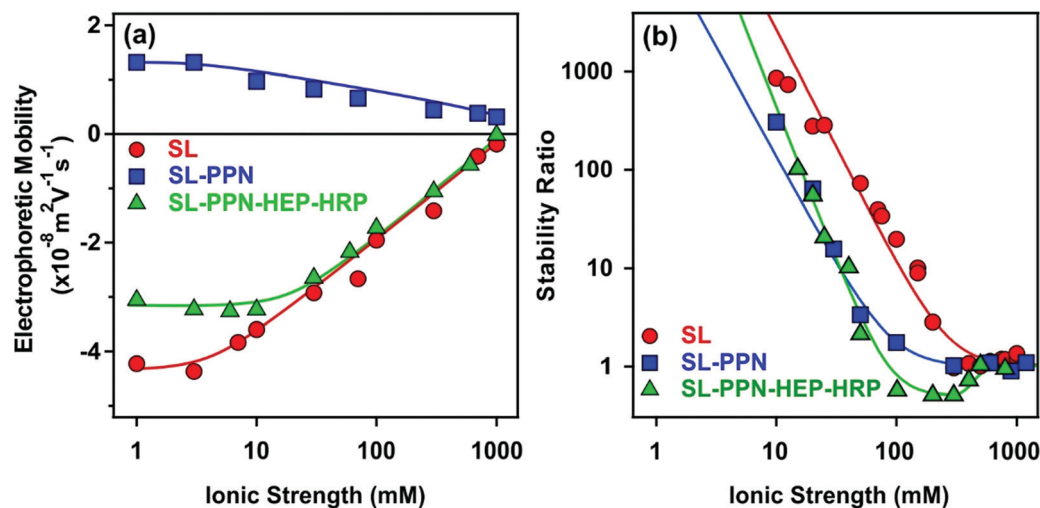 (a)
Electrophoretic Mobility
(x10⁻⁸ m²V⁻¹s⁻¹)
2
0
-2
-4
SL
SL-PPN
SL-PPN-HEP-HRP
1
10
100
1000
Ionic Strength (mM)
(b)
Stability Ratio
1000
100
10
1
SL
SL-PPN
SL-PPN-HEP-HRP
1
10
100
1000
Ionic Strength (mM)